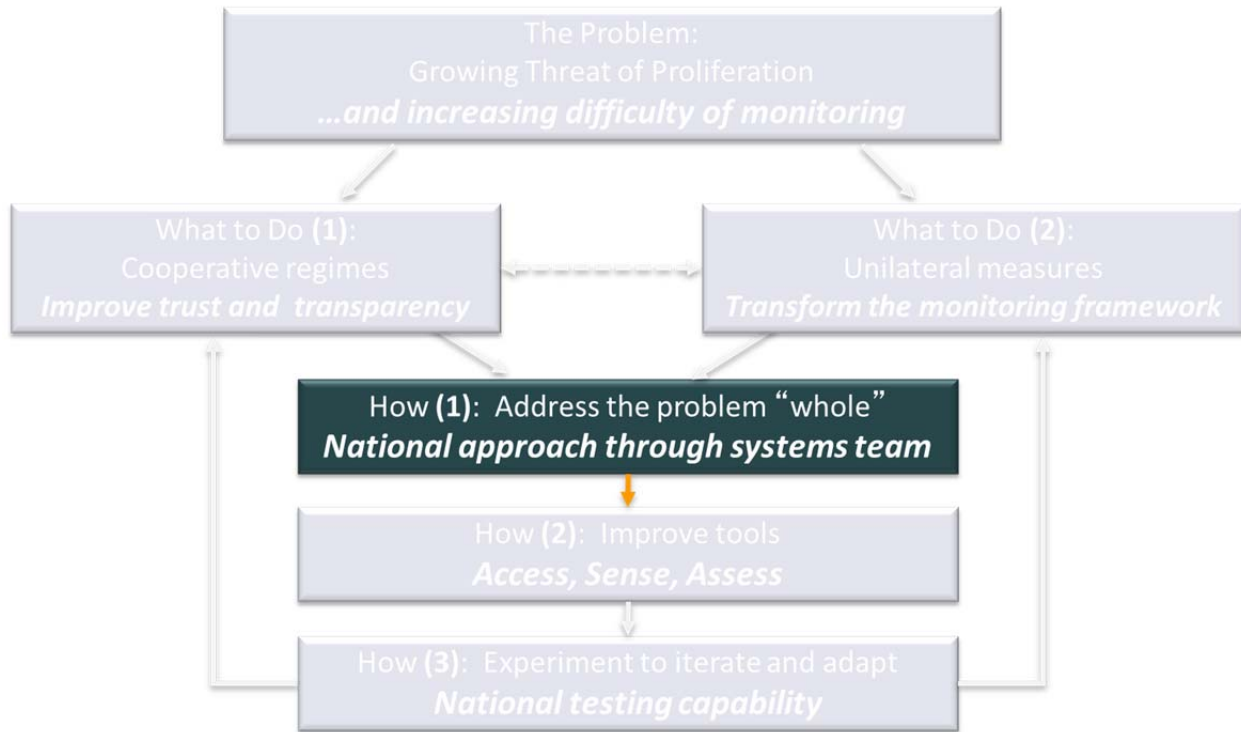 The Problem:
Growing Threat of Proliferation
…and increasing difficulty of monitoring
What to Do (1):
Cooperative regimes
Improve trust and transparency
What to Do (2):
Unilateral measures
Transform the monitoring framework
How (1): Address the problem “whole”
National approach through systems team
How (2): Improve tools
Access, Sense, Assess
How (3): Experiment to iterate and adapt
National testing capability